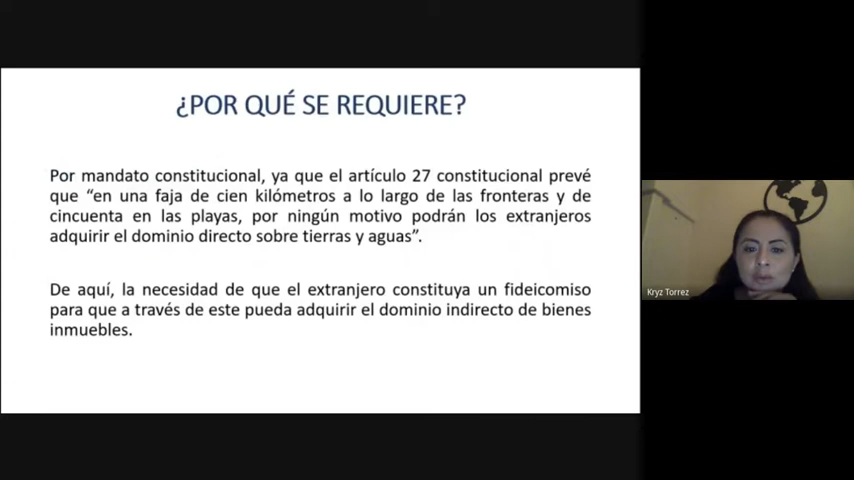 ¿POR QUÉ SE REQUIERE?
Por mandato constitucional, ya que el artículo 27 constitucional prevé
que “en una faja de cien kilómetros a lo largo de las fronteras y de
cincuenta en las playas, por ningún motivo podrán los extranjeros
adquirir el dominio directo sobre tierras y aguas”.
De aquí, la necesidad de que el extranjero constituya un fideicomiso
para que a través de este pueda adquirir el dominio indirecto de bienes
inmuebles.
Kryz Torrez